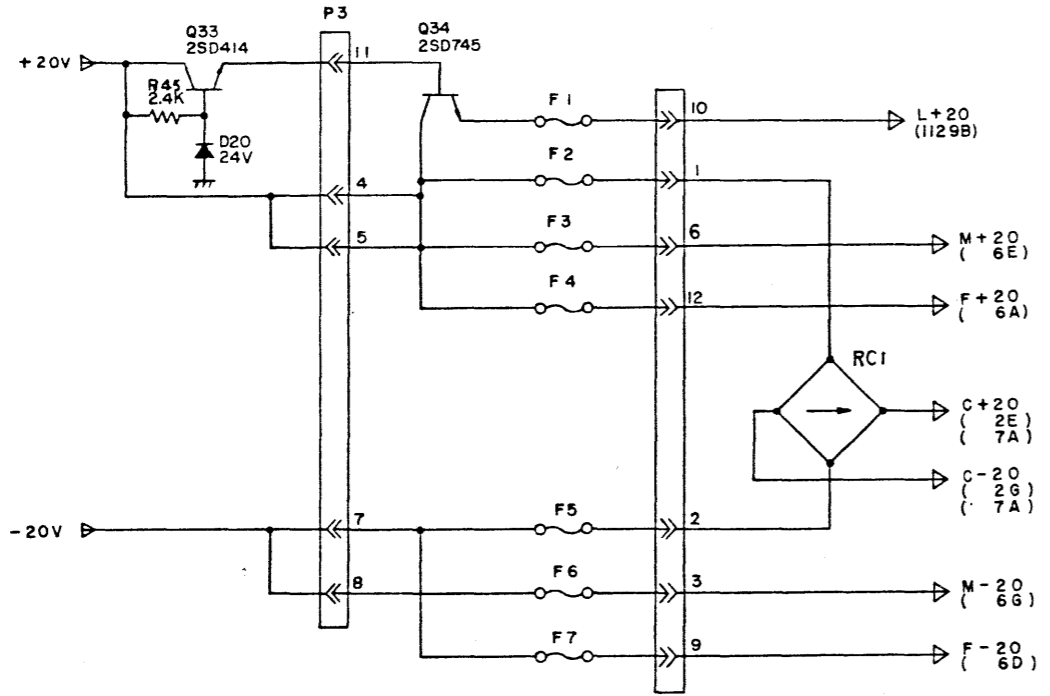 P3
Q33
2SD414
Q34
2SD745
+20V
11
R45
2.4K
F1
10
L+20
(1129B)
D20
24V
F2
1
4
5
F3
6
M+20
( 6E)
F4
12
F+20
( 6A)
RC1
C+20
( 2E)
( 7A)
C-20
( 2G)
( 7A)
-20V
7
F5
2
8
F6
3
M-20
( 6G)
F7
9
F-20
( 6D)